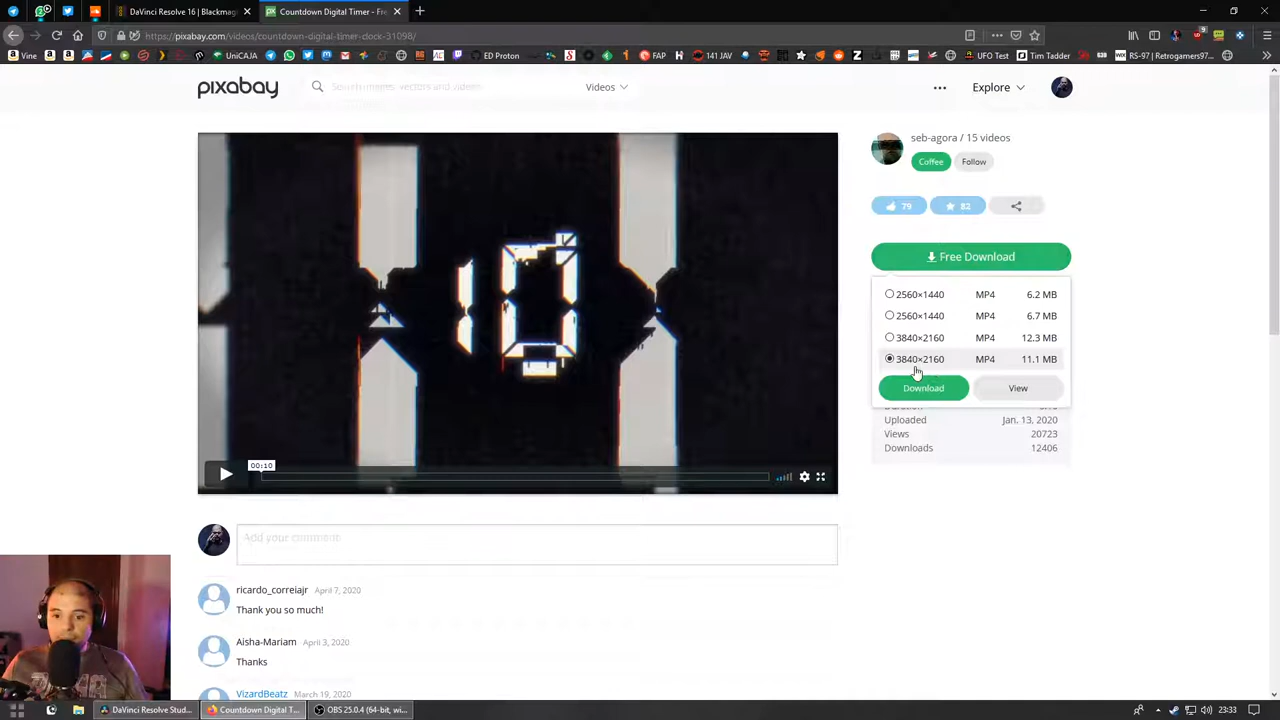 DaVinci Resolve 16 | Blackmag
Countdown Digital Timer - Fre
https://pixabay.com/videos/countdown-digital-timer-clock-31098/
Vine
UniCAJA
ED Proton
FAP
141 JAV
UFO Test
Tim Tadder
RS-97 | Retrogamers97...
pixabay
Videos
Explore
seb-agora / 15 videos
Coffee
Follow
79
82
Free Download
2560×1440 MP4 6.2 MB
2560×1440 MP4 6.7 MB
3840×2160 MP4 12.3 MB
3840×2160 MP4 11.1 MB
Download
View
Uploaded Jan. 13, 2020
Views 20723
Downloads 12406
10
00:10
Add your comment
ricardo_correiajr April 7, 2020
Thank you so much!
Aisha-Mariam April 3, 2020
Thanks
VizardBeatz March 19, 2020
DaVinci Resolve Stud...
Countdown Digital T...
OBS 25.0.4 (64-bit, wi...
23:33